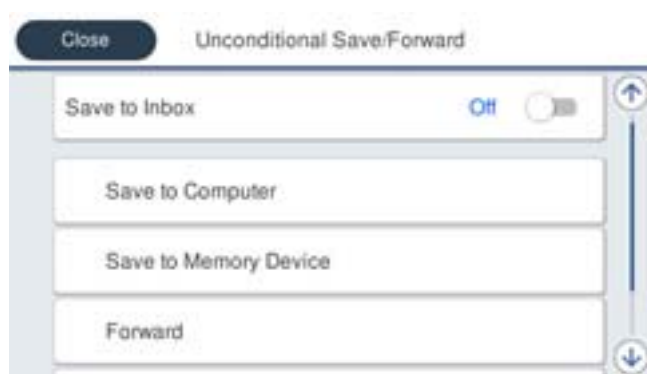 Close
Unconditional Save/Forward
Save to Inbox
Off
Save to Computer
Save to Memory Device
Forward